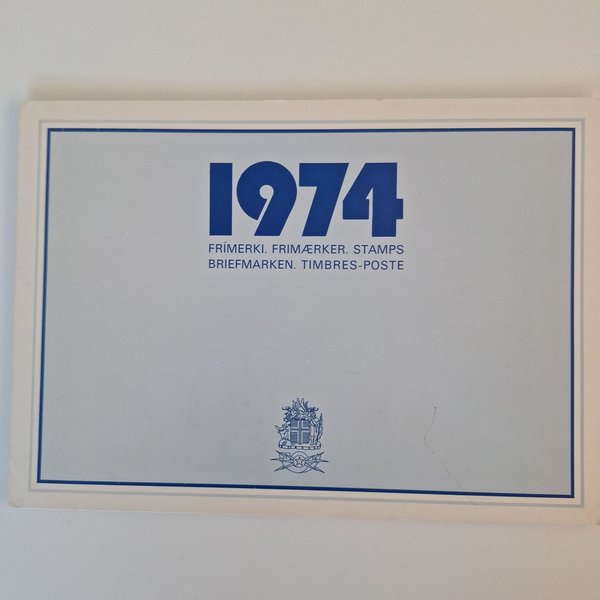 1974
FRÍMERKI. FRIMÆRKER. STAMPS
BRIEFMARKEN. TIMBRES-POSTE